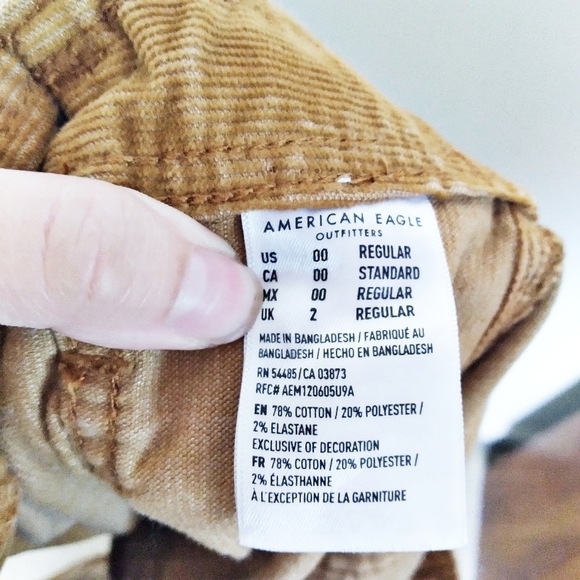 AMERICAN EAGLE
OUTFITTERS
US 00 REGULAR
CA 00 STANDARD
MX 00 REGULAR
UK 2 REGULAR
MADE IN BANGLADESH / FABRIQUÉ AU
BANGLADESH / HECHO EN BANGLADESH
RN 54485/CA 03873
RFC# AEM120605U9A
EN 78% COTTON / 20% POLYESTER /
2% ELASTANE
EXCLUSIVE OF DECORATION
FR 78% COTON / 20% POLYESTER /
2% ÉLASTHANNE
À L'EXCEPTION DE LA GARNITURE